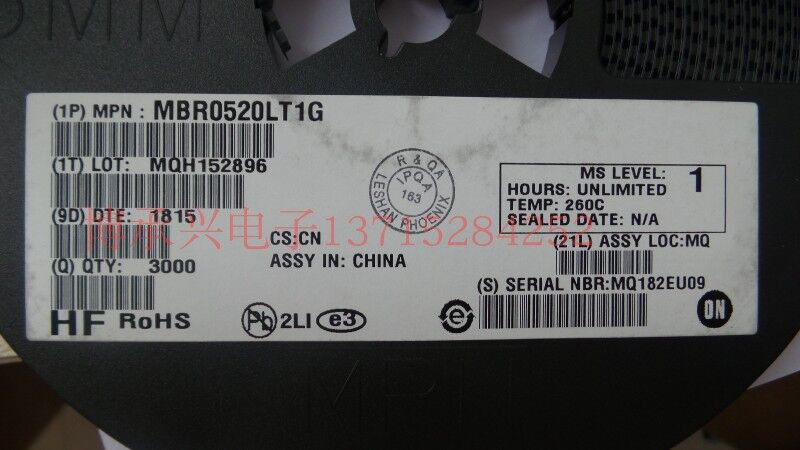 (1P) MPN : MBR0520LT1G
(1T) LOT: MQH152896
(9D) DTE: 1815
(Q) QTY: 3000
HF RoHS
CS:CN
ASSY IN: CHINA
Pb 2LI e3
R & QA
IPQA
163
LESHAN PHOENIX
MS LEVEL: 1
HOURS: UNLIMITED
TEMP: 260C
SEALED DATE: N/A
(21L) ASSY LOC:MQ
(S) SERIAL NBR:MQ182EU09
e
ON
博承兴电子13715284252